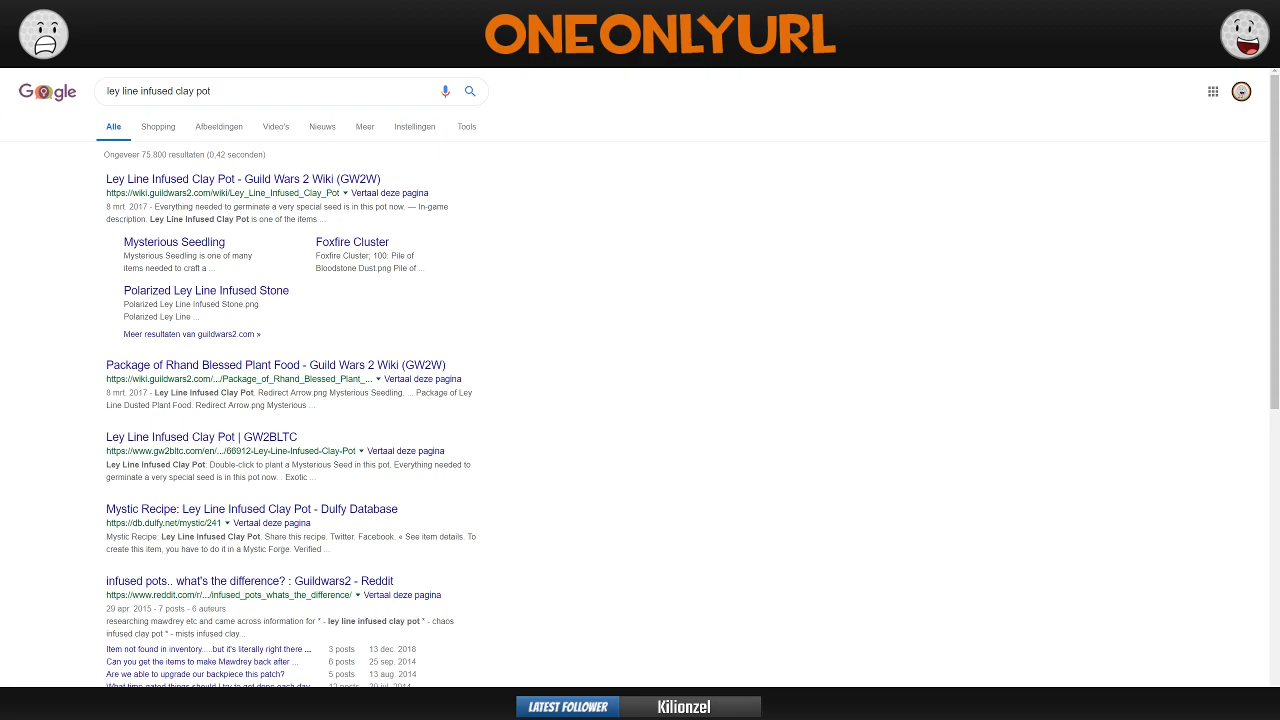 ONEONLYURL
Google
ley line infused clay pot
Alle Shopping Afbeeldingen Video's Nieuws Meer Instellingen Tools
Ongeveer 75.800 resultaten (0,42 seconden)
Ley Line Infused Clay Pot - Guild Wars 2 Wiki (GW2W)
https://wiki.guildwars2.com/wiki/Ley_Line_Infused_Clay_Pot ▼ Vertaal deze pagina
8 mrt. 2017 - Everything needed to germinate a very special seed is in this pot now. — In-game
description. Ley Line Infused Clay Pot is one of the items ...
Mysterious Seedling
Mysterious Seedling is one of many
items needed to craft a ...
Foxfire Cluster
Foxfire Cluster; 100: Pile of
Bloodstone Dust.png Pile of ...
Polarized Ley Line Infused Stone
Polarized Ley Line Infused Stone.png.
Polarized Ley Line ...
Meer resultaten van guildwars2.com »
Package of Rhand Blessed Plant Food - Guild Wars 2 Wiki (GW2W)
https://wiki.guildwars2.com/.../Package_of_Rhand_Blessed_Plant_... ▼ Vertaal deze pagina
8 mrt. 2017 - Ley Line Infused Clay Pot. Redirect Arrow.png Mysterious Seedling. ... Package of Ley
Line Dusted Plant Food. Redirect Arrow.png Mysterious ...
Ley Line Infused Clay Pot | GW2BLTC
https://www.gw2bltc.com/en/.../66912-Ley-Line-Infused-Clay-Pot ▼ Vertaal deze pagina
Ley Line Infused Clay Pot: Double-click to plant a Mysterious Seed in this pot. Everything needed to
germinate a very special seed is in this pot now. . Exotic ...
Mystic Recipe: Ley Line Infused Clay Pot - Dulfy Database
https://db.dulfy.net/mystic/241 ▼ Vertaal deze pagina
Mystic Recipe: Ley Line Infused Clay Pot. Share this recipe. Twitter. Facebook. « See item details. To
create this item, you have to do it in a Mystic Forge. Verified ...
infused pots.. what's the difference? : Guildwars2 - Reddit
https://www.reddit.com/r/.../infused_pots_whats_the_difference/ ▼ Vertaal deze pagina
29 apr. 2015 - 7 posts - 6 auteurs
researching mawdrey etc and came across information for * - ley line infused clay pot * - chaos
infused clay pot * - mists infused clay...
Item not found in inventory.....but it's literally right there ... 3 posts 13 dec. 2018
Can you get the items to make Mawdrey back after ... 6 posts 25 sep. 2014
Are we able to upgrade our backpiece this patch? 5 posts 13 aug. 2014
What time-gated things should I try to get done each day
LATEST FOLLOWER Kilionzel